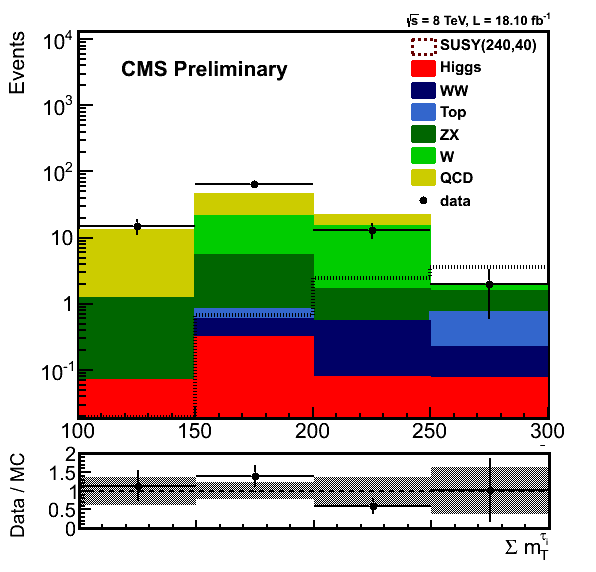 √s = 8 TeV, L = 18.10 fb⁻¹
Events
CMS Preliminary
SUSY(240,40)
Higgs
WW
Top
ZX
W
QCD
data
10⁴
10³
10²
10
1
10⁻¹
100 150 200 250 300
Data / MC
2
1.5
1
0.5
0
Σ m_T^τᵢ